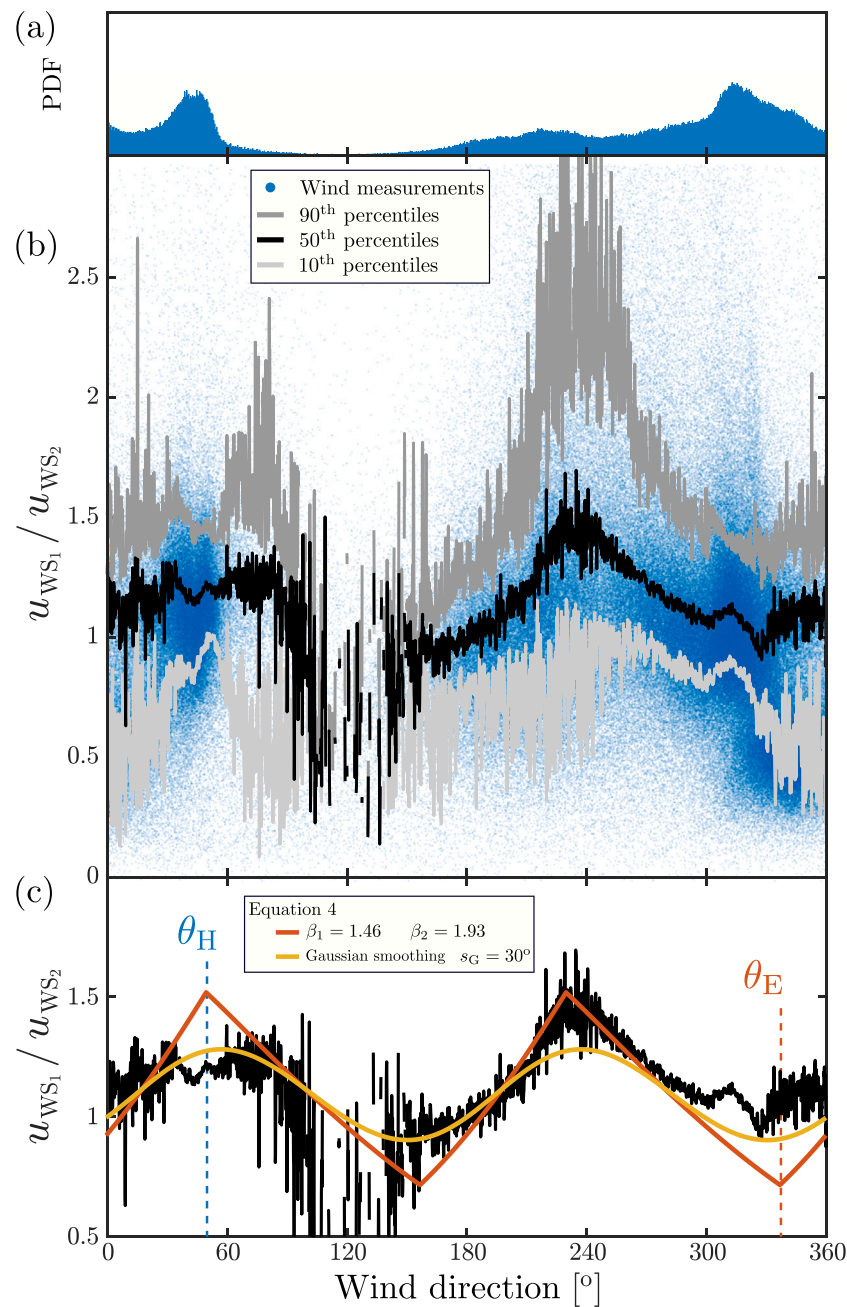 (a)
PDF
(b)
Wind measurements
90th percentiles
50th percentiles
10th percentiles
2.5
2
1.5
1
0.5
0
uWS1 / uWS2
(c)
Equation 4
β1 = 1.46 β2 = 1.93
Gaussian smoothing sG = 30o
θH
θE
1.5
1
0.5
uWS1 / uWS2
0 60 120 180 240 300 360
Wind direction [o]